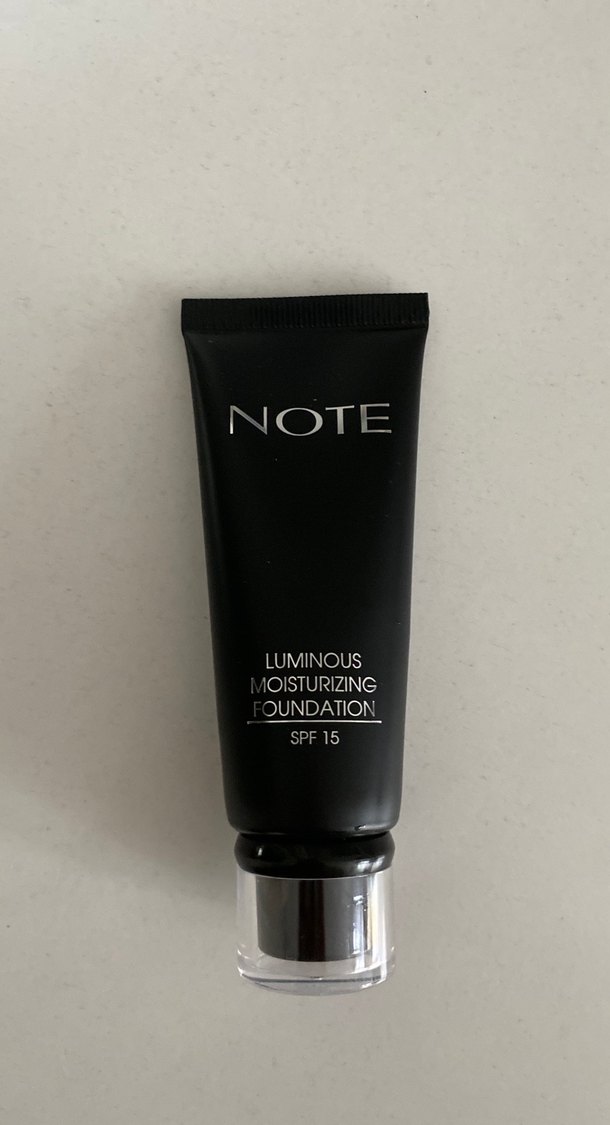 NOTE
LUMINOUS
MOISTURIZING
FOUNDATION
SPF 15